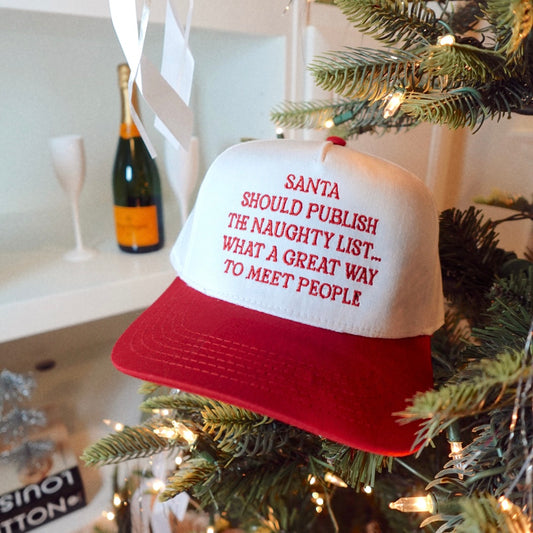 SANTA
SHOULD PUBLISH
THE NAUGHTY LIST...
WHAT A GREAT WAY
TO MEET PEOPLE